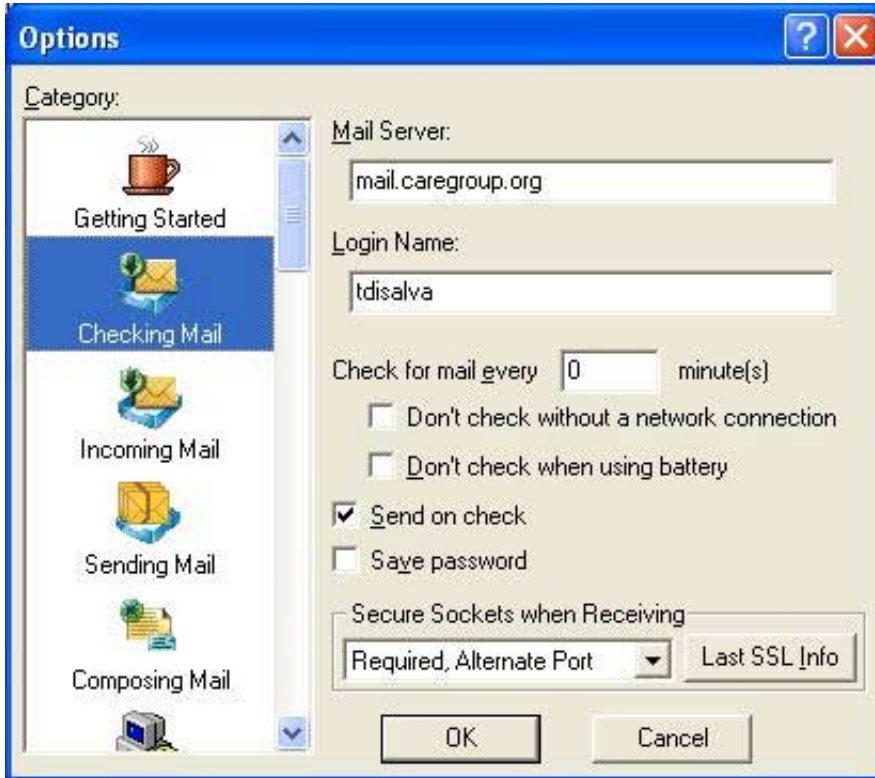 Options
Category:
Getting Started
Checking Mail
Incoming Mail
Sending Mail
Composing Mail
Mail Server:
mail.caregroup.org
Login Name:
tdisalva
Check for mail every 0 minute(s)
Don't check without a network connection
Don't check when using battery
Send on check
Save password
Secure Sockets when Receiving
Required, Alternate Port
Last SSL Info
OK
Cancel